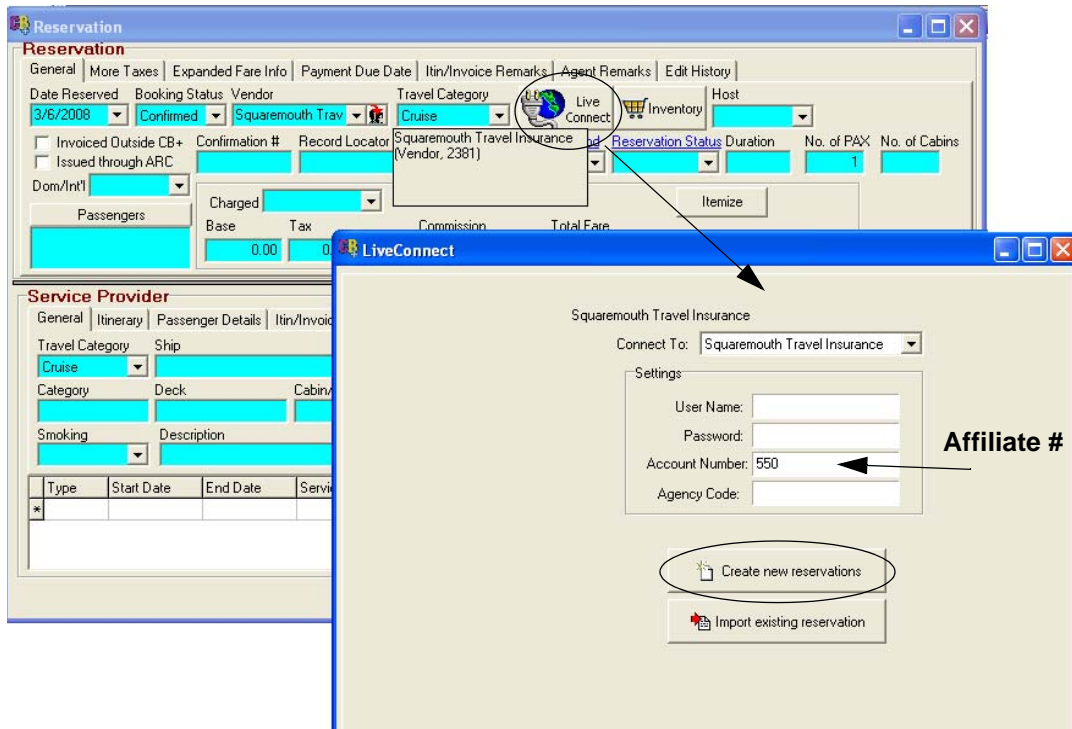 Reservation
Reservation
General More Taxes Expanded Fare Info Payment Due Date Itin/Invoice Remarks Agent Remarks Edit History
Date Reserved Booking Status Vendor Travel Category Live Connect Inventory Host
3/6/2008 Confirmed Squaremouth Trav Cruise
Invoiced Outside CB+ Confirmation # Record Locator Reservation Status Duration No. of PAX No. of Cabins
Squaremouth Travel Insurance
(Vendor, 2381)
1
Issued through ARC
Dom/Int'l
Charged Itemize
Passengers
Base Tax Commission Total Fare
0.00
LiveConnect
Service Provider
General Itinerary Passenger Details
Travel Category Ship
Cruise
Category Deck
Smoking Description
Type Start Date End Date
*
Squaremouth Travel Insurance
Connect To: Squaremouth Travel Insurance
Settings
User Name:
Password:
Account Number: 550
Agency Code:
Affiliate #
Create new reservations
Import existing reservation